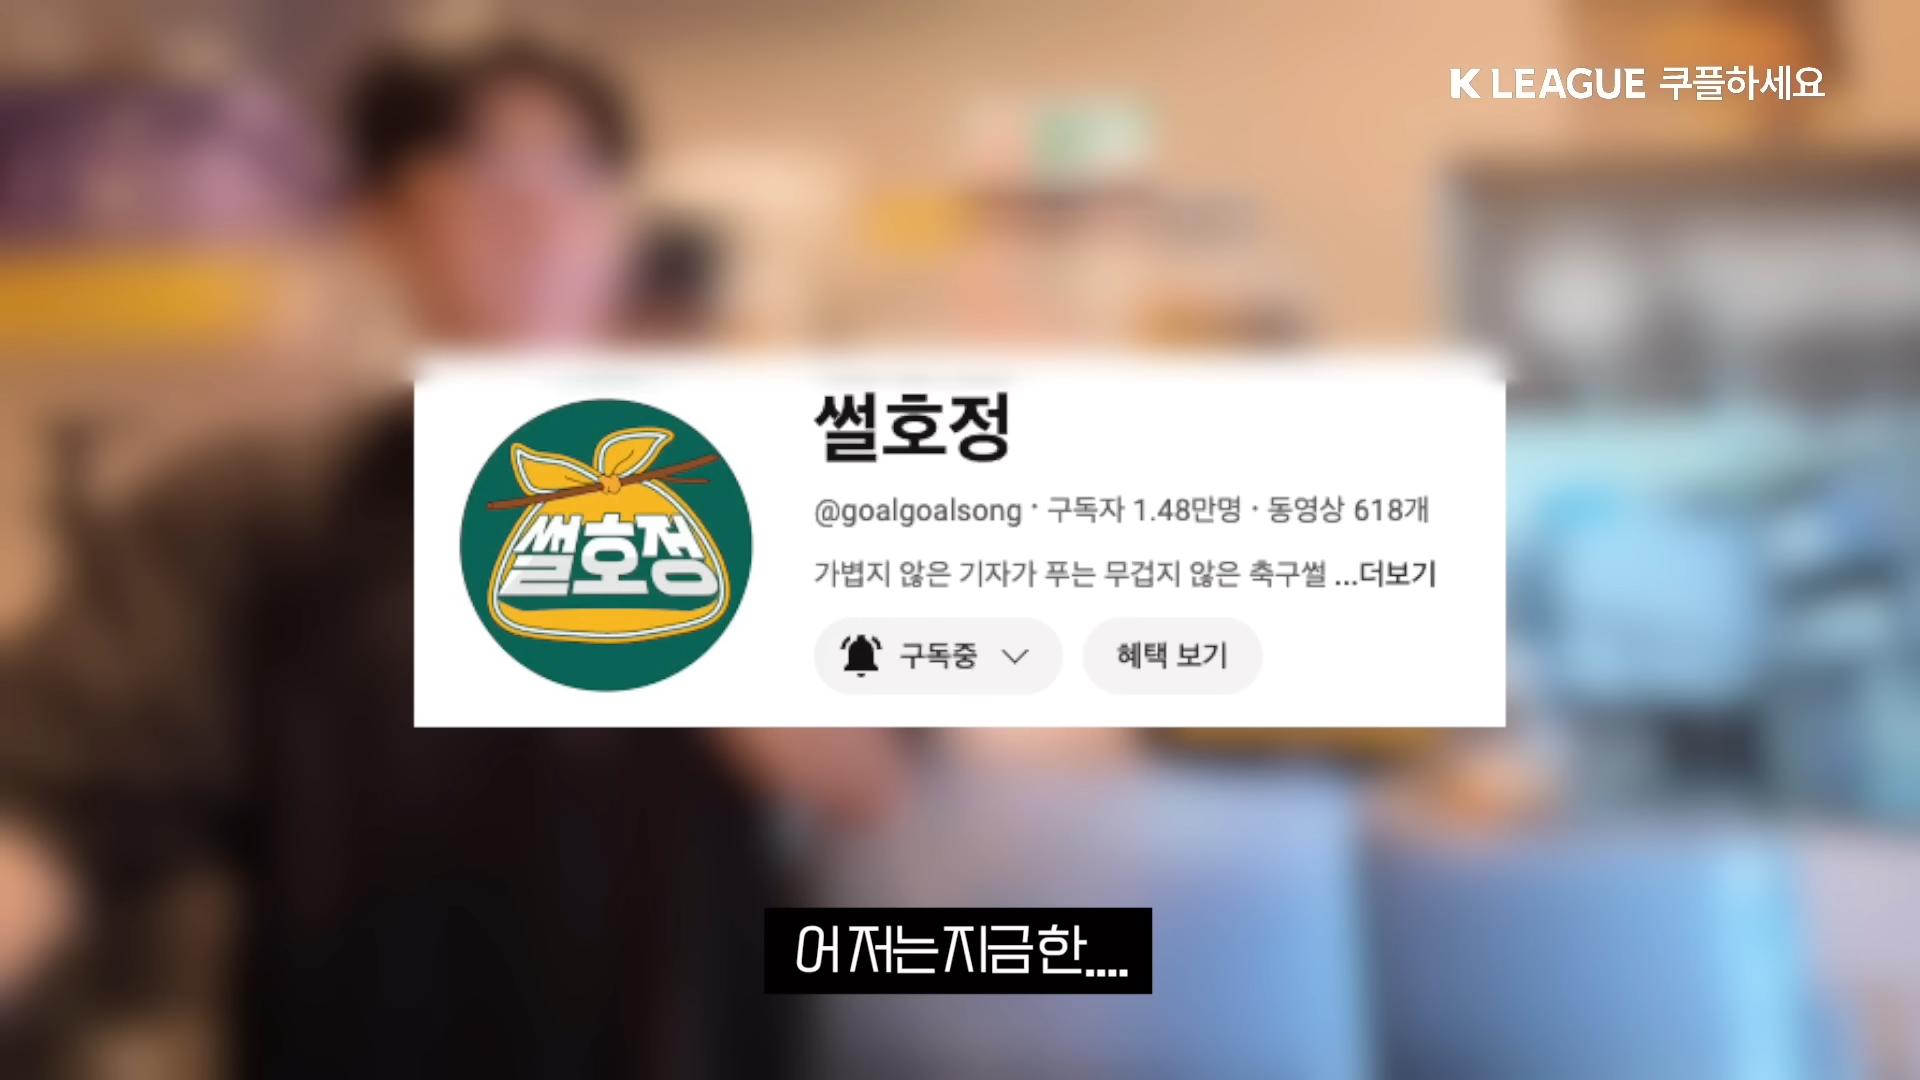 K LEAGUE 쿠플하세요
썰호정
썰호정
@goalgoalsong · 구독자 1.48만명 · 동영상 618개
가볍지 않은 기자가 푸는 무겁지 않은 축구썰 ...더보기
구독중
혜택 보기
어 저는 지금 한....